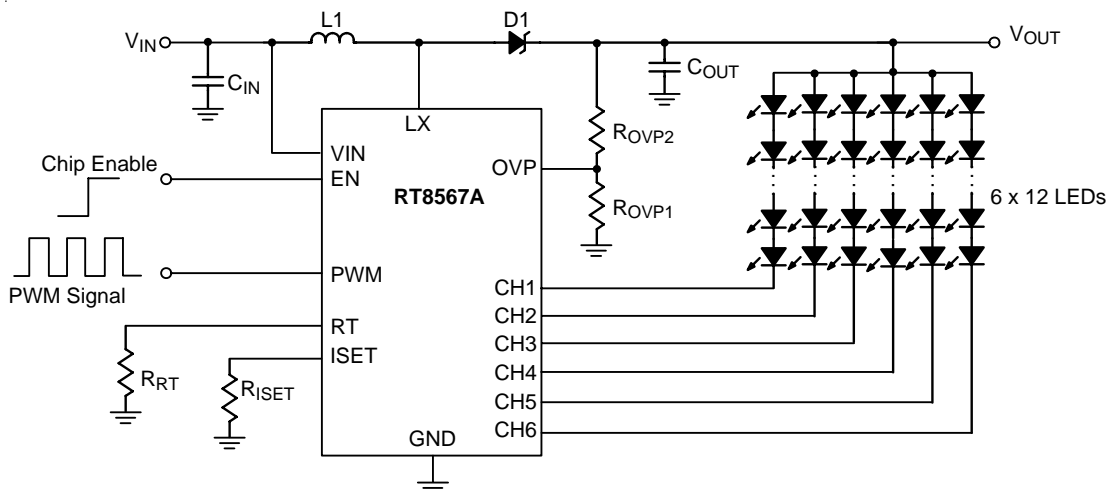 L1
D1
VIN
VOUT
CIN
COUT
LX
ROVP2
VIN
Chip Enable
EN
OVP
RT8567A
6 x 12 LEDs
ROVP1
PWM
PWM Signal
CH1
CH2
RT
CH3
ISET
RRT
RISET
CH4
CH5
GND
CH6